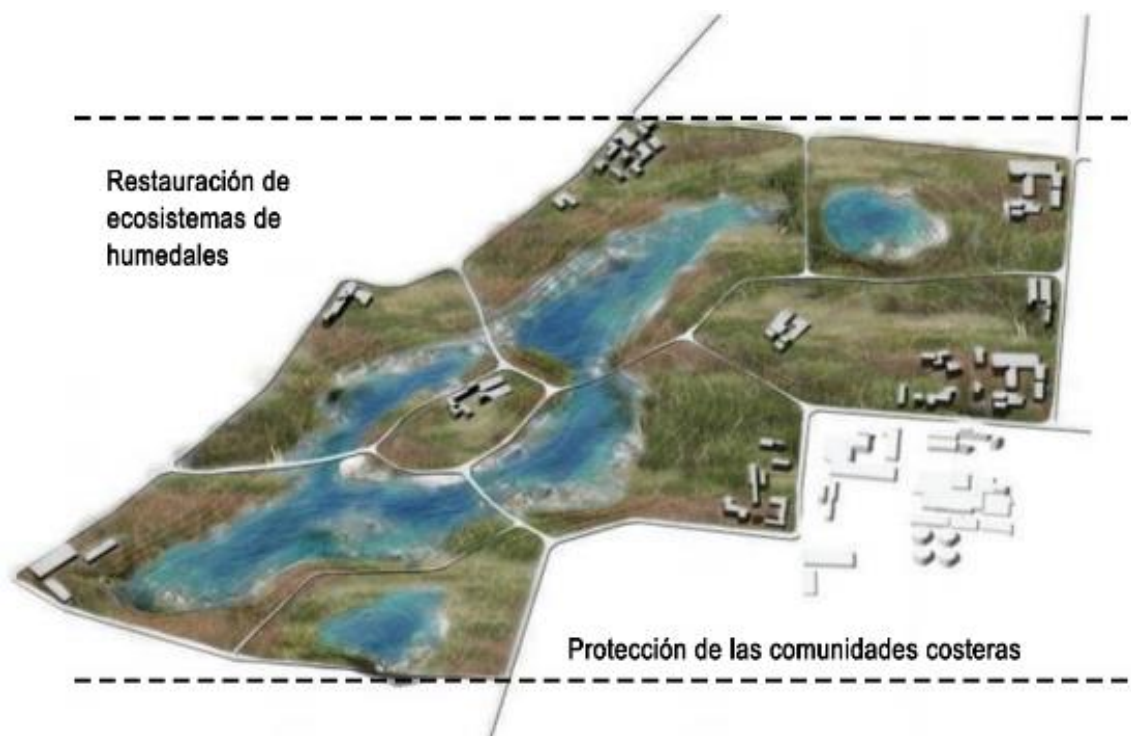 Restauración de
ecosistemas de
humedales
Protección de las comunidades costeras